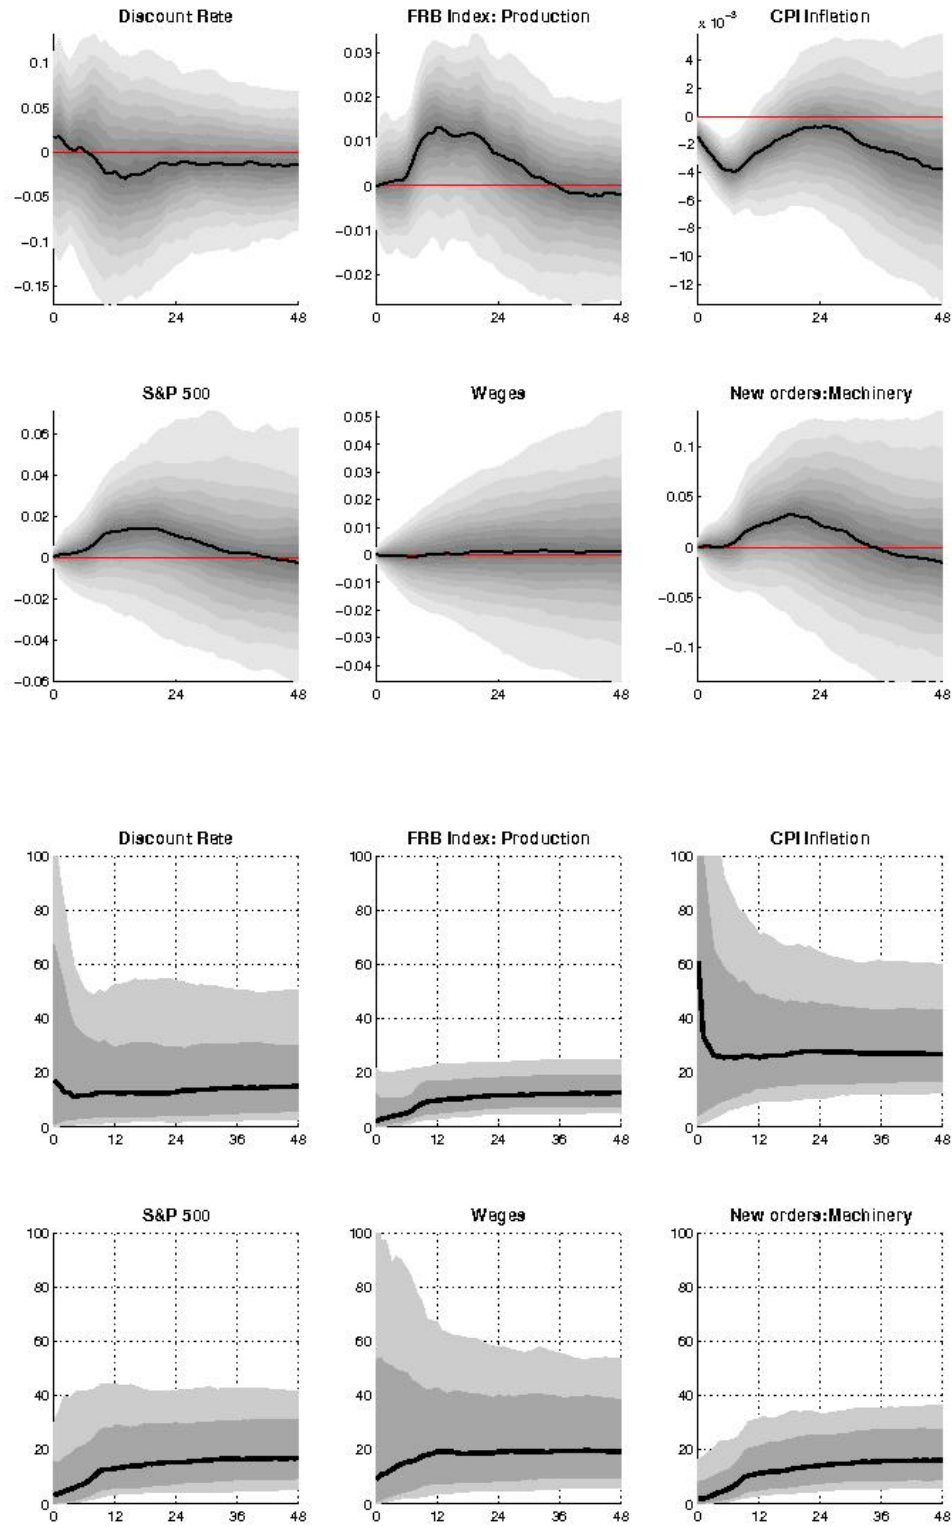 Discount Rate FRB Index: Production CPI Inflation
x 10⁻³
0.1 0.05 0 −0.05 −0.1 −0.15
0 24 48
0.03 0.02 0.01 0 −0.01 −0.02
0 24 48
4 2 0 −2 −4 −6 −8 −10 −12
0 24 48
S&P 500 Wages New orders:Machinery
0.06 0.04 0.02 0 −0.02 −0.04 −0.06
0 24 48
0.05 0.04 0.03 0.02 0.01 0 −0.01 −0.02 −0.03 −0.04
0 24 48
0.1 0.05 0 −0.05 −0.1
0 24 48
Discount Rate FRB Index: Production CPI Inflation
100 80 60 40 20 0
0 12 24 36 48
100 80 60 40 20 0
0 12 24 36 48
100 80 60 40 20 0
0 12 24 36 48
S&P 500 Wages New orders:Machinery
100 80 60 40 20 0
0 12 24 36 48
100 80 60 40 20 0
0 12 24 36 48
100 80 60 40 20 0
0 12 24 36 48